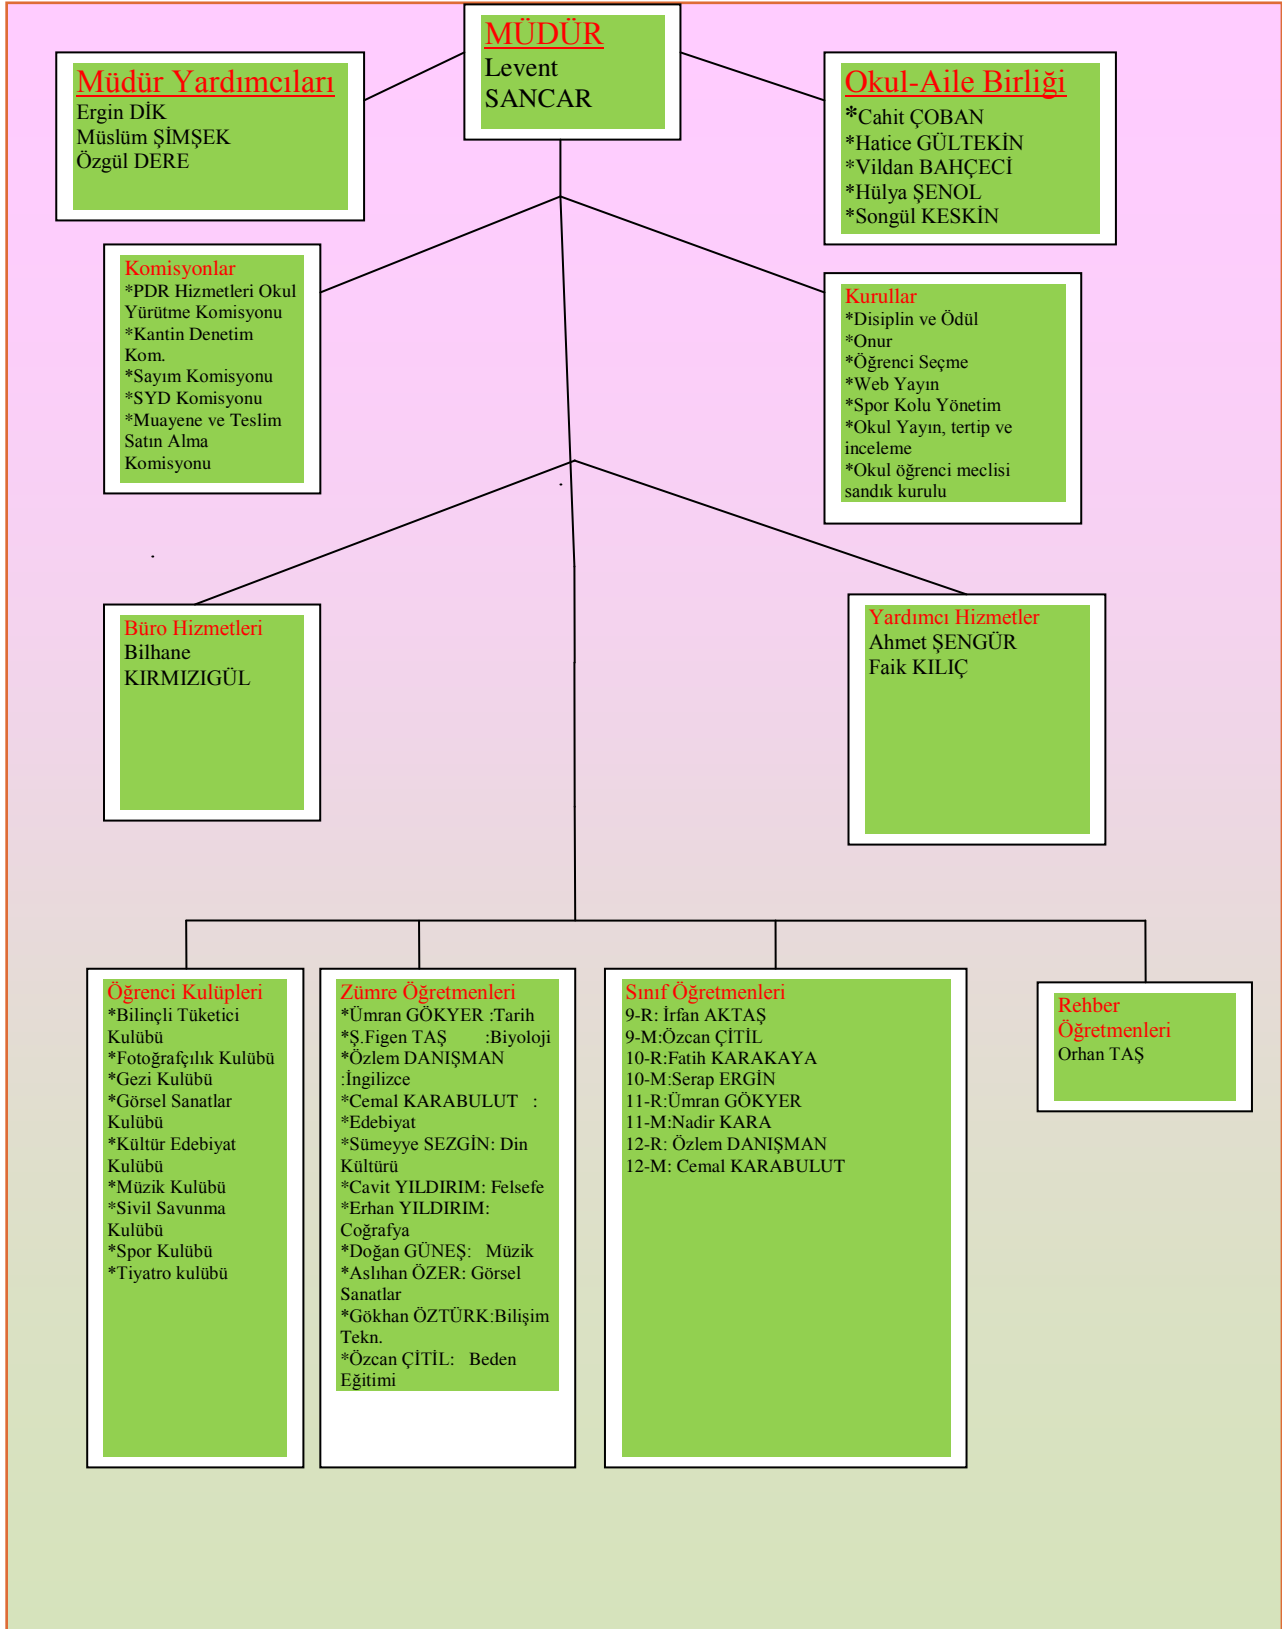 MÜDÜR
Levent
SANCAR
Müdür Yardımcıları
Ergin DİK
Müslüm ŞİMŞEK
Özgül DERE
Okul-Aile Birliği
*Cahit ÇOBAN
*Hatice GÜLTEKİN
*Vildan BAHÇECİ
*Hülya ŞENOL
*Songül KESKİN
Komisyonlar
*PDR Hizmetleri Okul
Yürütme Komisyonu
*Kantin Denetim
Kom.
*Sayım Komisyonu
*SYD Komisyonu
*Muayene ve Teslim
Satın Alma
Komisyonu
Kurullar
*Disiplin ve Ödül
*Onur
*Öğrenci Seçme
*Web Yayın
*Spor Kolu Yönetim
*Okul Yayın, tertip ve
inceleme
*Okul öğrenci meclisi
sandık kurulu
Büro Hizmetleri
Bilhane
KIRMIZIGÜL
Yardımcı Hizmetler
Ahmet ŞENGÜR
Faik KILIÇ
Öğrenci Kulüpleri
*Bilinçli Tüketici
Kulübü
*Fotoğrafçılık Kulübü
*Gezi Kulübü
*Görsel Sanatlar
Kulübü
*Kültür Edebiyat
Kulübü
*Müzik Kulübü
*Sivil Savunma
Kulübü
*Spor Kulübü
*Tiyatro kulübü
Zümre Öğretmenleri
*Ümran GÖKYER :Tarih
*Ş.Figen TAŞ :Biyoloji
*Özlem DANIŞMAN
:İngilizce
*Cemal KARABULUT :
*Edebiyat
*Sümeyye SEZGİN: Din
Kültürü
*Cavit YILDIRIM: Felsefe
*Erhan YILDIRIM:
Coğrafya
*Doğan GÜNEŞ: Müzik
*Aslıhan ÖZER: Görsel
Sanatlar
*Gökhan ÖZTÜRK:Bilişim
Tekn.
*Özcan ÇİTİL: Beden
Eğitimi
Sınıf Öğretmenleri
9-R: İrfan AKTAŞ
9-M:Özcan ÇİTİL
10-R:Fatih KARAKAYA
10-M:Serap ERGİN
11-R:Ümran GÖKYER
11-M:Nadir KARA
12-R: Özlem DANIŞMAN
12-M: Cemal KARABULUT
Rehber
Öğretmenleri
Orhan TAŞ